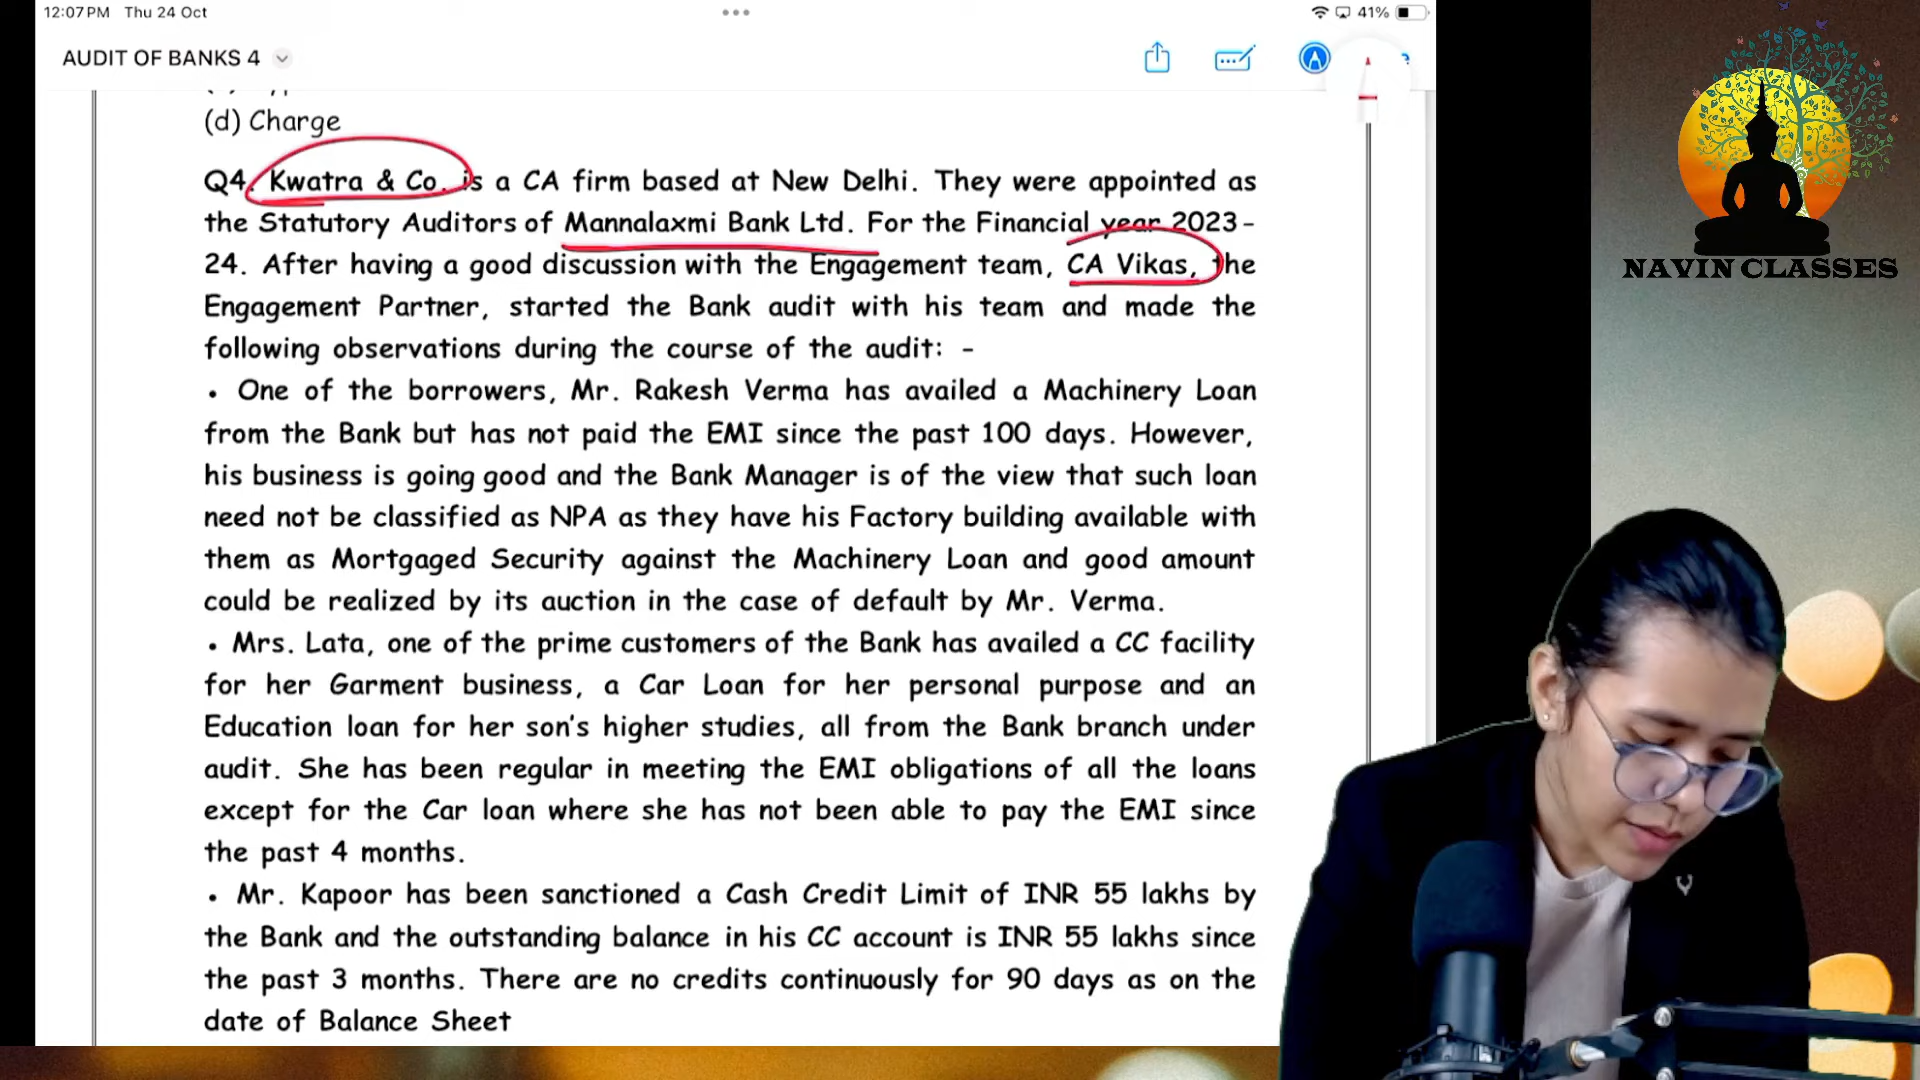 12:07 PM Thu 24 Oct
41%
AUDIT OF BANKS 4
(d) Charge
Q4. Kwatra & Co. is a CA firm based at New Delhi. They were appointed as
the Statutory Auditors of Mannalaxmi Bank Ltd. For the Financial year 2023-
24. After having a good discussion with the Engagement team, CA Vikas, the
Engagement Partner, started the Bank audit with his team and made the
following observations during the course of the audit: -
• One of the borrowers, Mr. Rakesh Verma has availed a Machinery Loan
from the Bank but has not paid the EMI since the past 100 days. However,
his business is going good and the Bank Manager is of the view that such loan
need not be classified as NPA as they have his Factory building available with
them as Mortgaged Security against the Machinery Loan and good amount
could be realized by its auction in the case of default by Mr. Verma.
• Mrs. Lata, one of the prime customers of the Bank has availed a CC facility
for her Garment business, a Car Loan for her personal purpose and an
Education loan for her son's higher studies, all from the Bank branch under
audit. She has been regular in meeting the EMI obligations of all the loans
except for the Car loan where she has not been able to pay the EMI since
the past 4 months.
• Mr. Kapoor has been sanctioned a Cash Credit Limit of INR 55 lakhs by
the Bank and the outstanding balance in his CC account is INR 55 lakhs since
the past 3 months. There are no credits continuously for 90 days as on the
date of Balance Sheet
NAVIN CLASSES